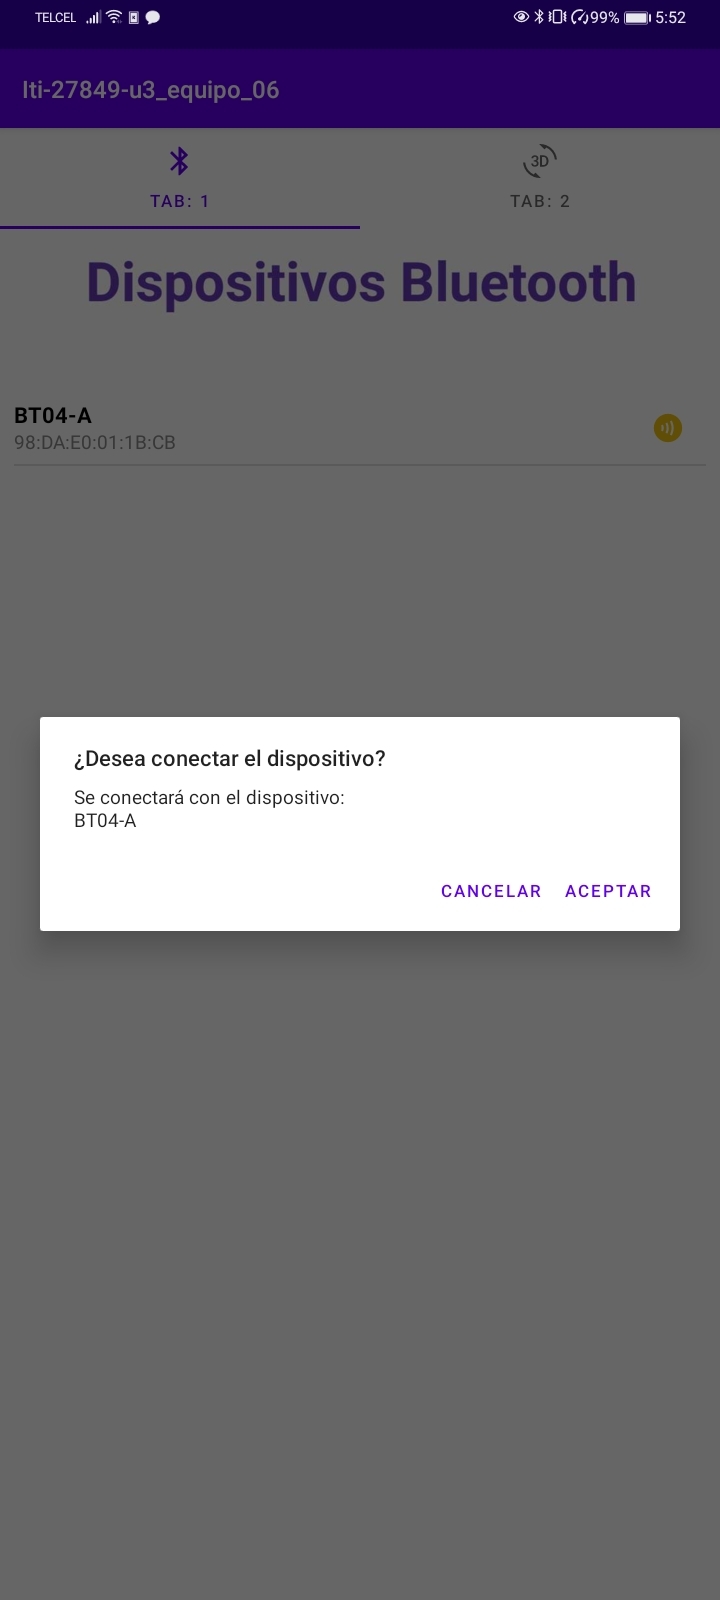 TELCEL 99% 5:52
Iti-27849-u3_equipo_06
3D
TAB: 1 TAB: 2
Dispositivos Bluetooth
BT04-A
98:DA:E0:01:1B:CB
¿Desea conectar el dispositivo?
Se conectará con el dispositivo:
BT04-A
CANCELAR ACEPTAR